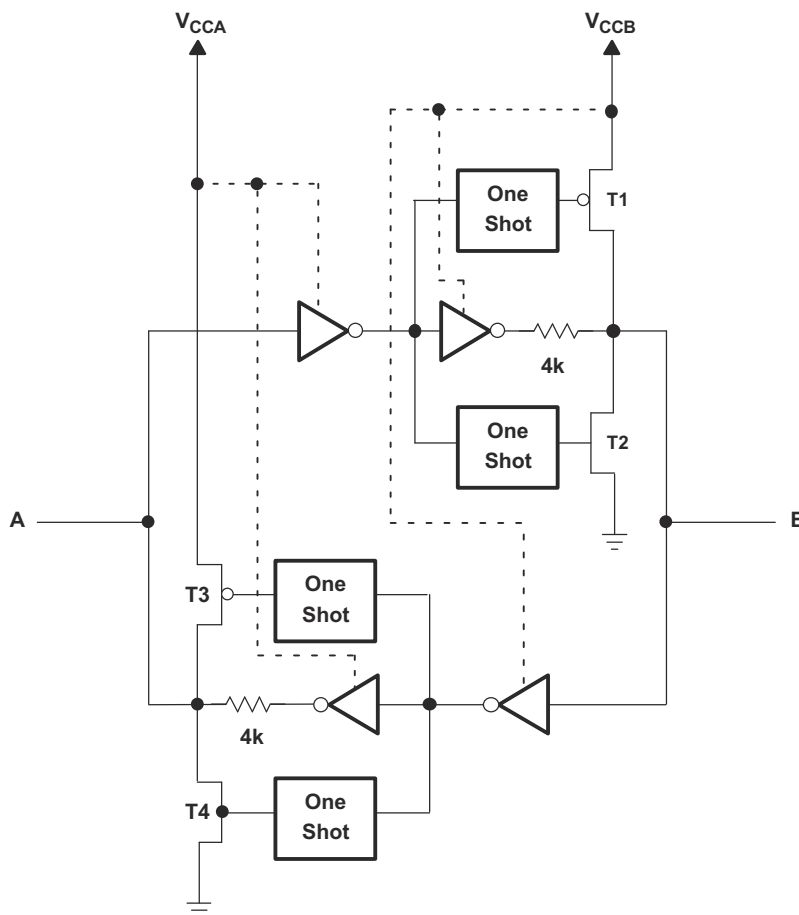 VCCA
VCCB
One
Shot
T1
4k
One
Shot
T2
A
B
T3
One
Shot
4k
T4
One
Shot